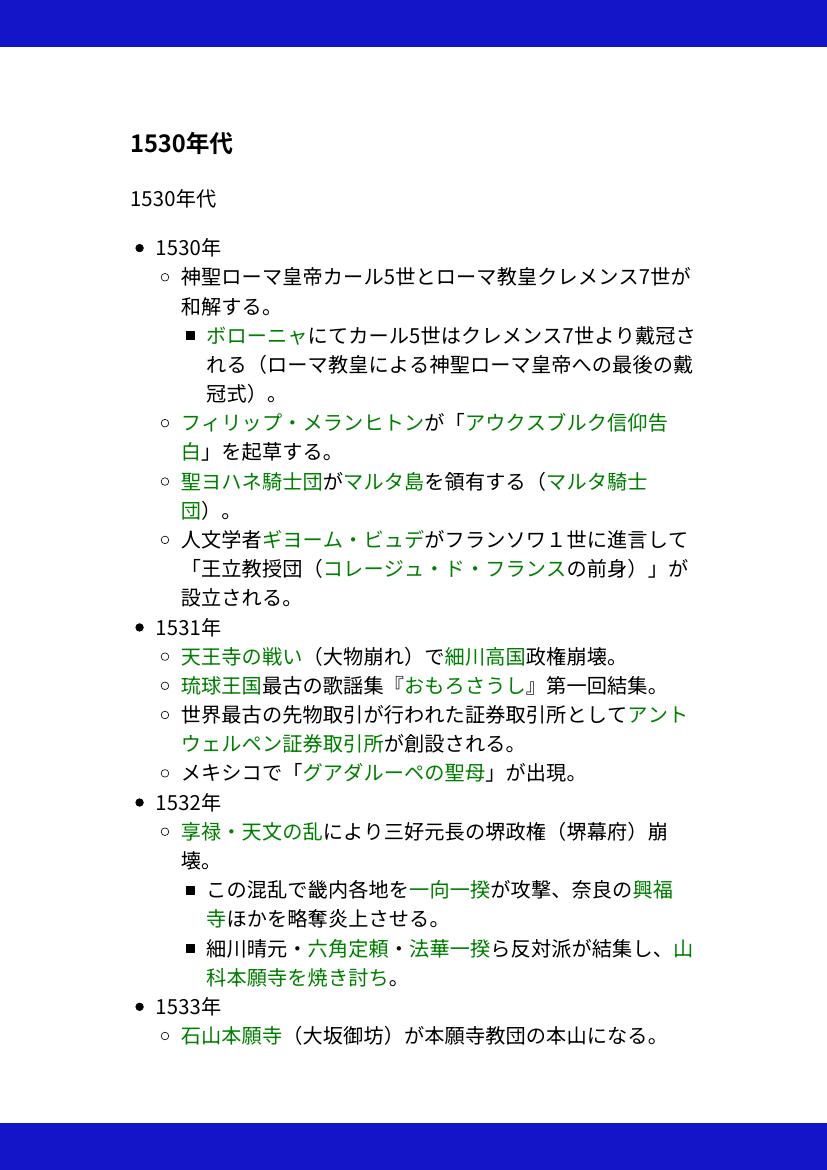 1530年代
1530年代
1530年
神聖ローマ皇帝カール5世とローマ教皇クレメンス7世が
和解する。
ボローニャにてカール5世はクレメンス7世より戴冠さ
れる（ローマ教皇による神聖ローマ皇帝への最後の戴
冠式）。
フィリップ・メランヒトンが「アウクスブルク信仰告
白」を起草する。
聖ヨハネ騎士団がマルタ島を領有する（マルタ騎士
団）。
人文学者ギヨーム・ビュデがフランソワ１世に進言して
「王立教授団（コレージュ・ド・フランスの前身）」が
設立される。
1531年
天王寺の戦い（大物崩れ）で細川高国政権崩壊。
琉球王国最古の歌謡集『おもろさうし』第一回結集。
世界最古の先物取引が行われた証券取引所としてアント
ウェルペン証券取引所が創設される。
メキシコで「グアダルーペの聖母」が出現。
1532年
享禄・天文の乱により三好元長の堺政権（堺幕府）崩
壊。
この混乱で畿内各地を一向一揆が攻撃、奈良の興福
寺ほかを略奪炎上させる。
細川晴元・六角定頼・法華一揆ら反対派が結集し、山
科本願寺を焼き討ち。
1533年
石山本願寺（大坂御坊）が本願寺教団の本山になる。